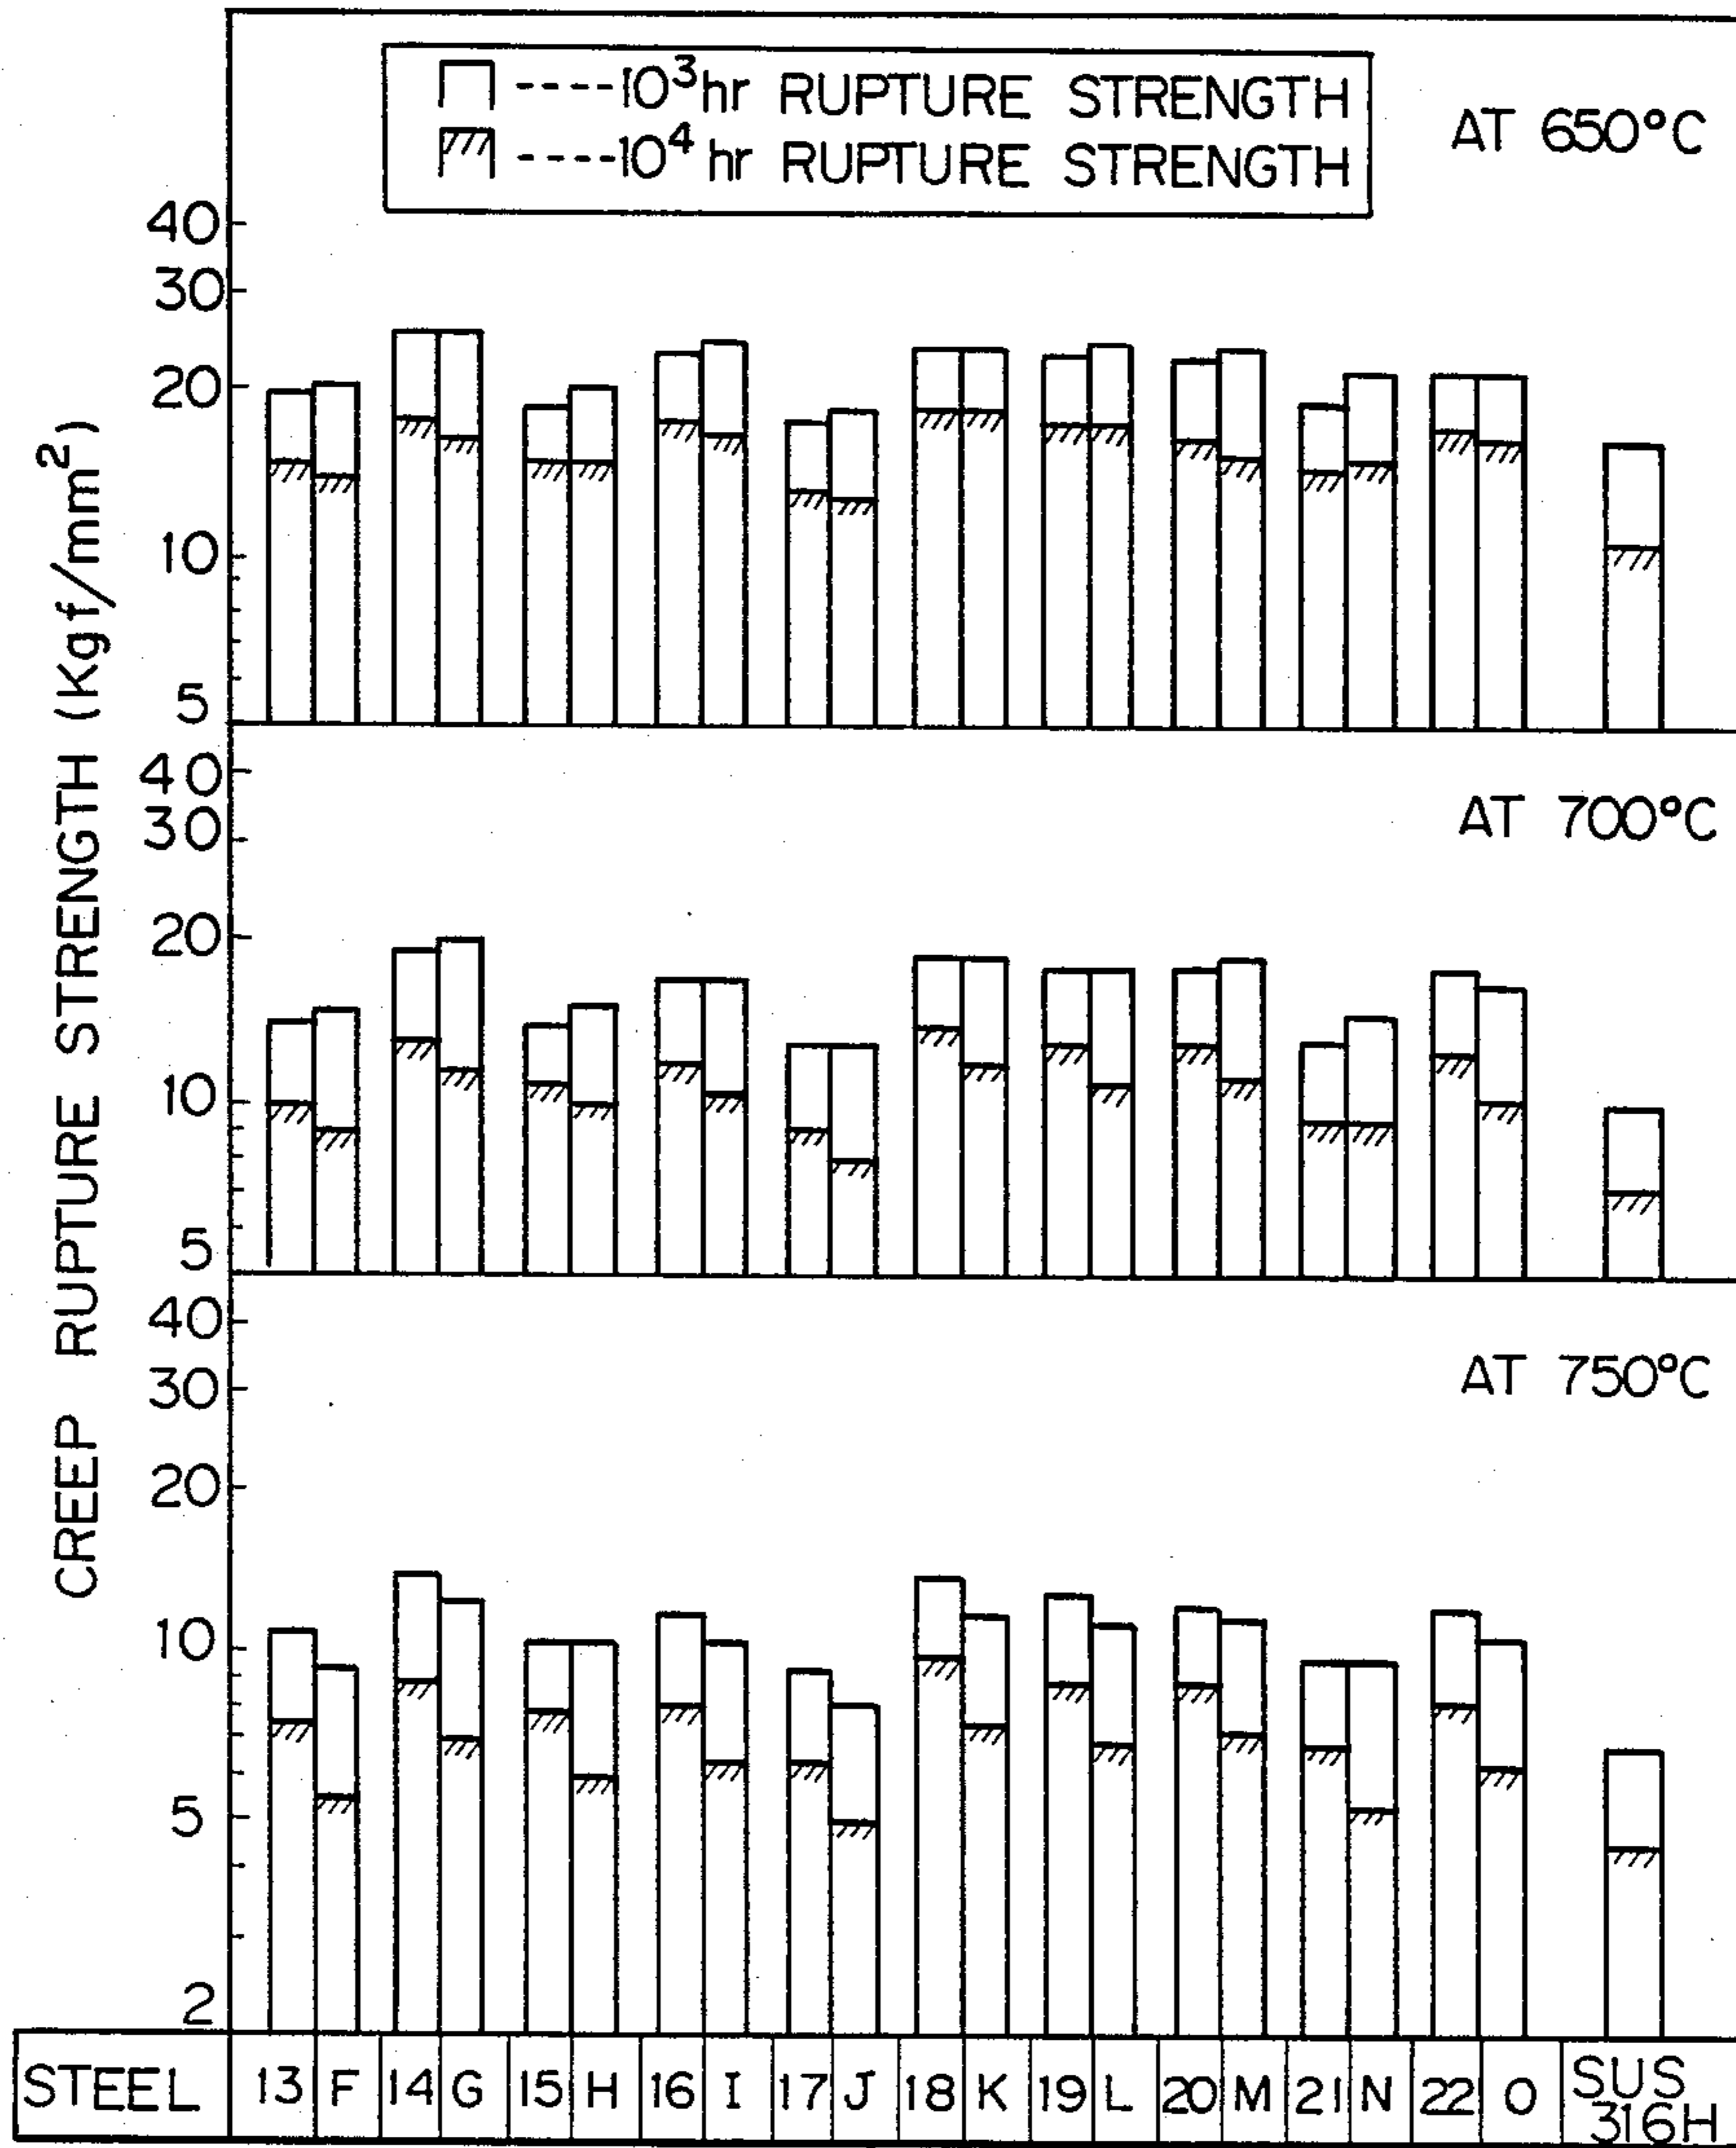 ----10³hr RUPTURE STRENGTH
----10⁴hr RUPTURE STRENGTH
AT 650°C
CREEP RUPTURE STRENGTH (Kgf/mm²)
40
30
20
10
5
AT 700°C
40
30
20
10
5
AT 750°C
40
30
20
10
5
2
STEEL 13 F 14 G 15 H 16 I 17 J 18 K 19 L 20 M 21 N 22 O SUS 316H